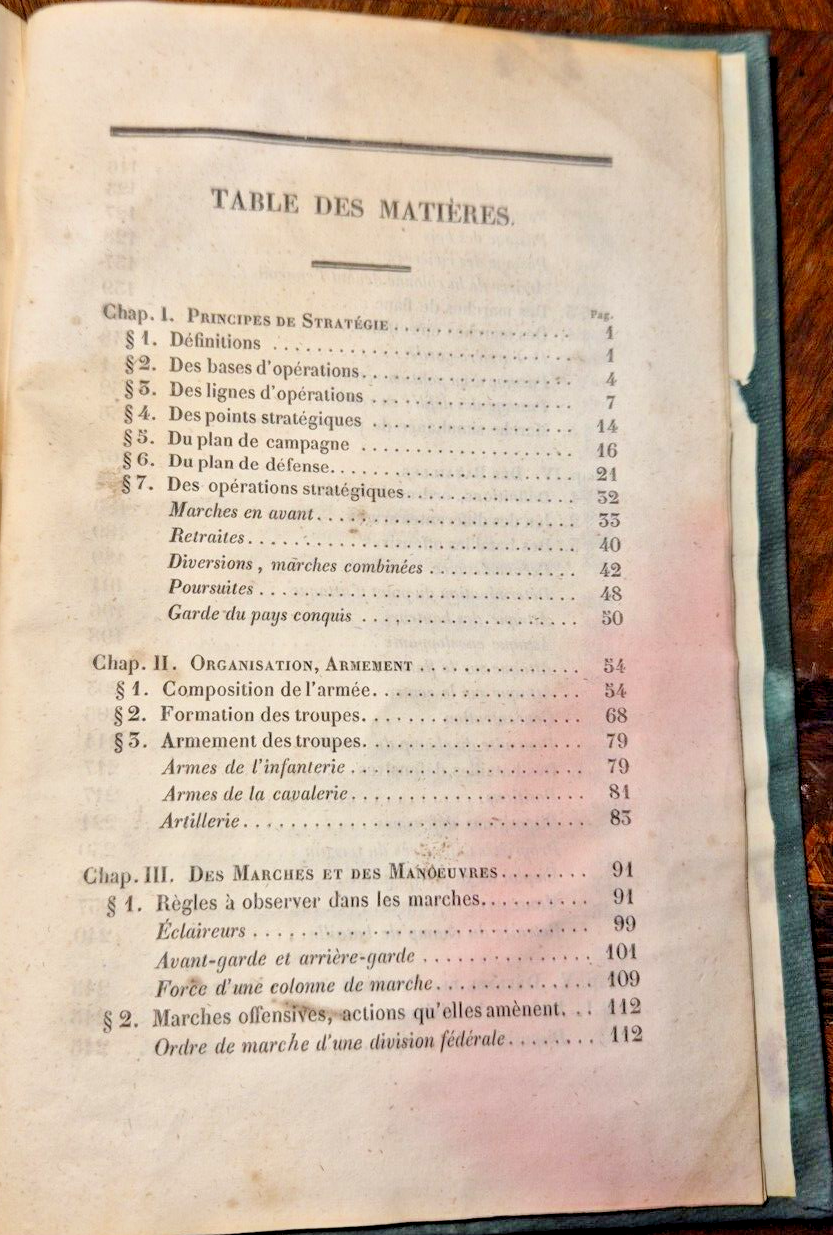 TABLE DES MATIÈRES.
Pag.
Chap. I. PRINCIPES DE STRATÉGIE . . . . . . . . . . . . . . 1
§ 1. Définitions . . . . . . . . . . . . . . . . . . . . . . . 1
§ 2. Des bases d'opérations. . . . . . . . . . . . . . . . 4
§ 3. Des lignes d'opérations . . . . . . . . . . . . . . . 7
§ 4. Des points stratégiques . . . . . . . . . . . . . . . 14
§ 5. Du plan de campagne . . . . . . . . . . . . . . . . 16
§ 6. Du plan de défense. . . . . . . . . . . . . . . . . . 21
§ 7. Des opérations stratégiques. . . . . . . . . . . . 32
Marches en avant. . . . . . . . . . . . . . . . . . . 33
Retraites. . . . . . . . . . . . . . . . . . . . . . . . 40
Diversions, marches combinées . . . . . . . . . . 42
Poursuites . . . . . . . . . . . . . . . . . . . . . . . 48
Garde du pays conquis . . . . . . . . . . . . . . . 50
Chap. II. ORGANISATION, ARMEMENT . . . . . . . . . . . 54
§ 1. Composition de l'armée. . . . . . . . . . . . . . . 54
§ 2. Formation des troupes. . . . . . . . . . . . . . . . 68
§ 3. Armement des troupes. . . . . . . . . . . . . . . . 79
Armes de l'infanterie . . . . . . . . . . . . . . . . 79
Armes de la cavalerie. . . . . . . . . . . . . . . . . 81
Artillerie. . . . . . . . . . . . . . . . . . . . . . . . 83
Chap. III. DES MARCHES ET DES MANOEUVRES. . . . . . . . 91
§ 1. Règles à observer dans les marches. . . . . . . . . 91
Éclaireurs . . . . . . . . . . . . . . . . . . . . . . . 99
Avant-garde et arrière-garde . . . . . . . . . . . . 101
Force d'une colonne de marche. . . . . . . . . . . 109
§ 2. Marches offensives, actions qu'elles amènent. . . 112
Ordre de marche d'une division fédérale. . . . . . . . 112